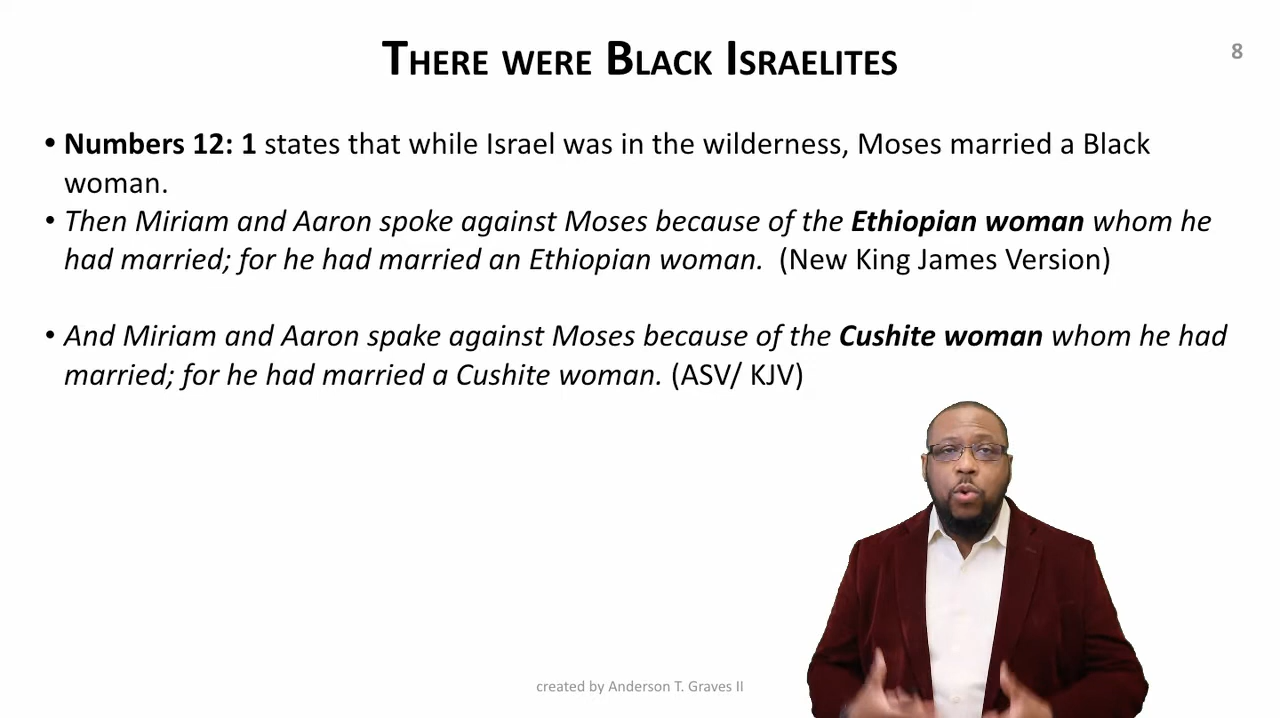 THERE WERE BLACK ISRAELITES
8
• Numbers 12: 1 states that while Israel was in the wilderness, Moses married a Black
woman.
• Then Miriam and Aaron spoke against Moses because of the Ethiopian woman whom he
had married; for he had married an Ethiopian woman. (New King James Version)
• And Miriam and Aaron spake against Moses because of the Cushite woman whom he had
married; for he had married a Cushite woman. (ASV/ KJV)
created by Anderson T. Graves II